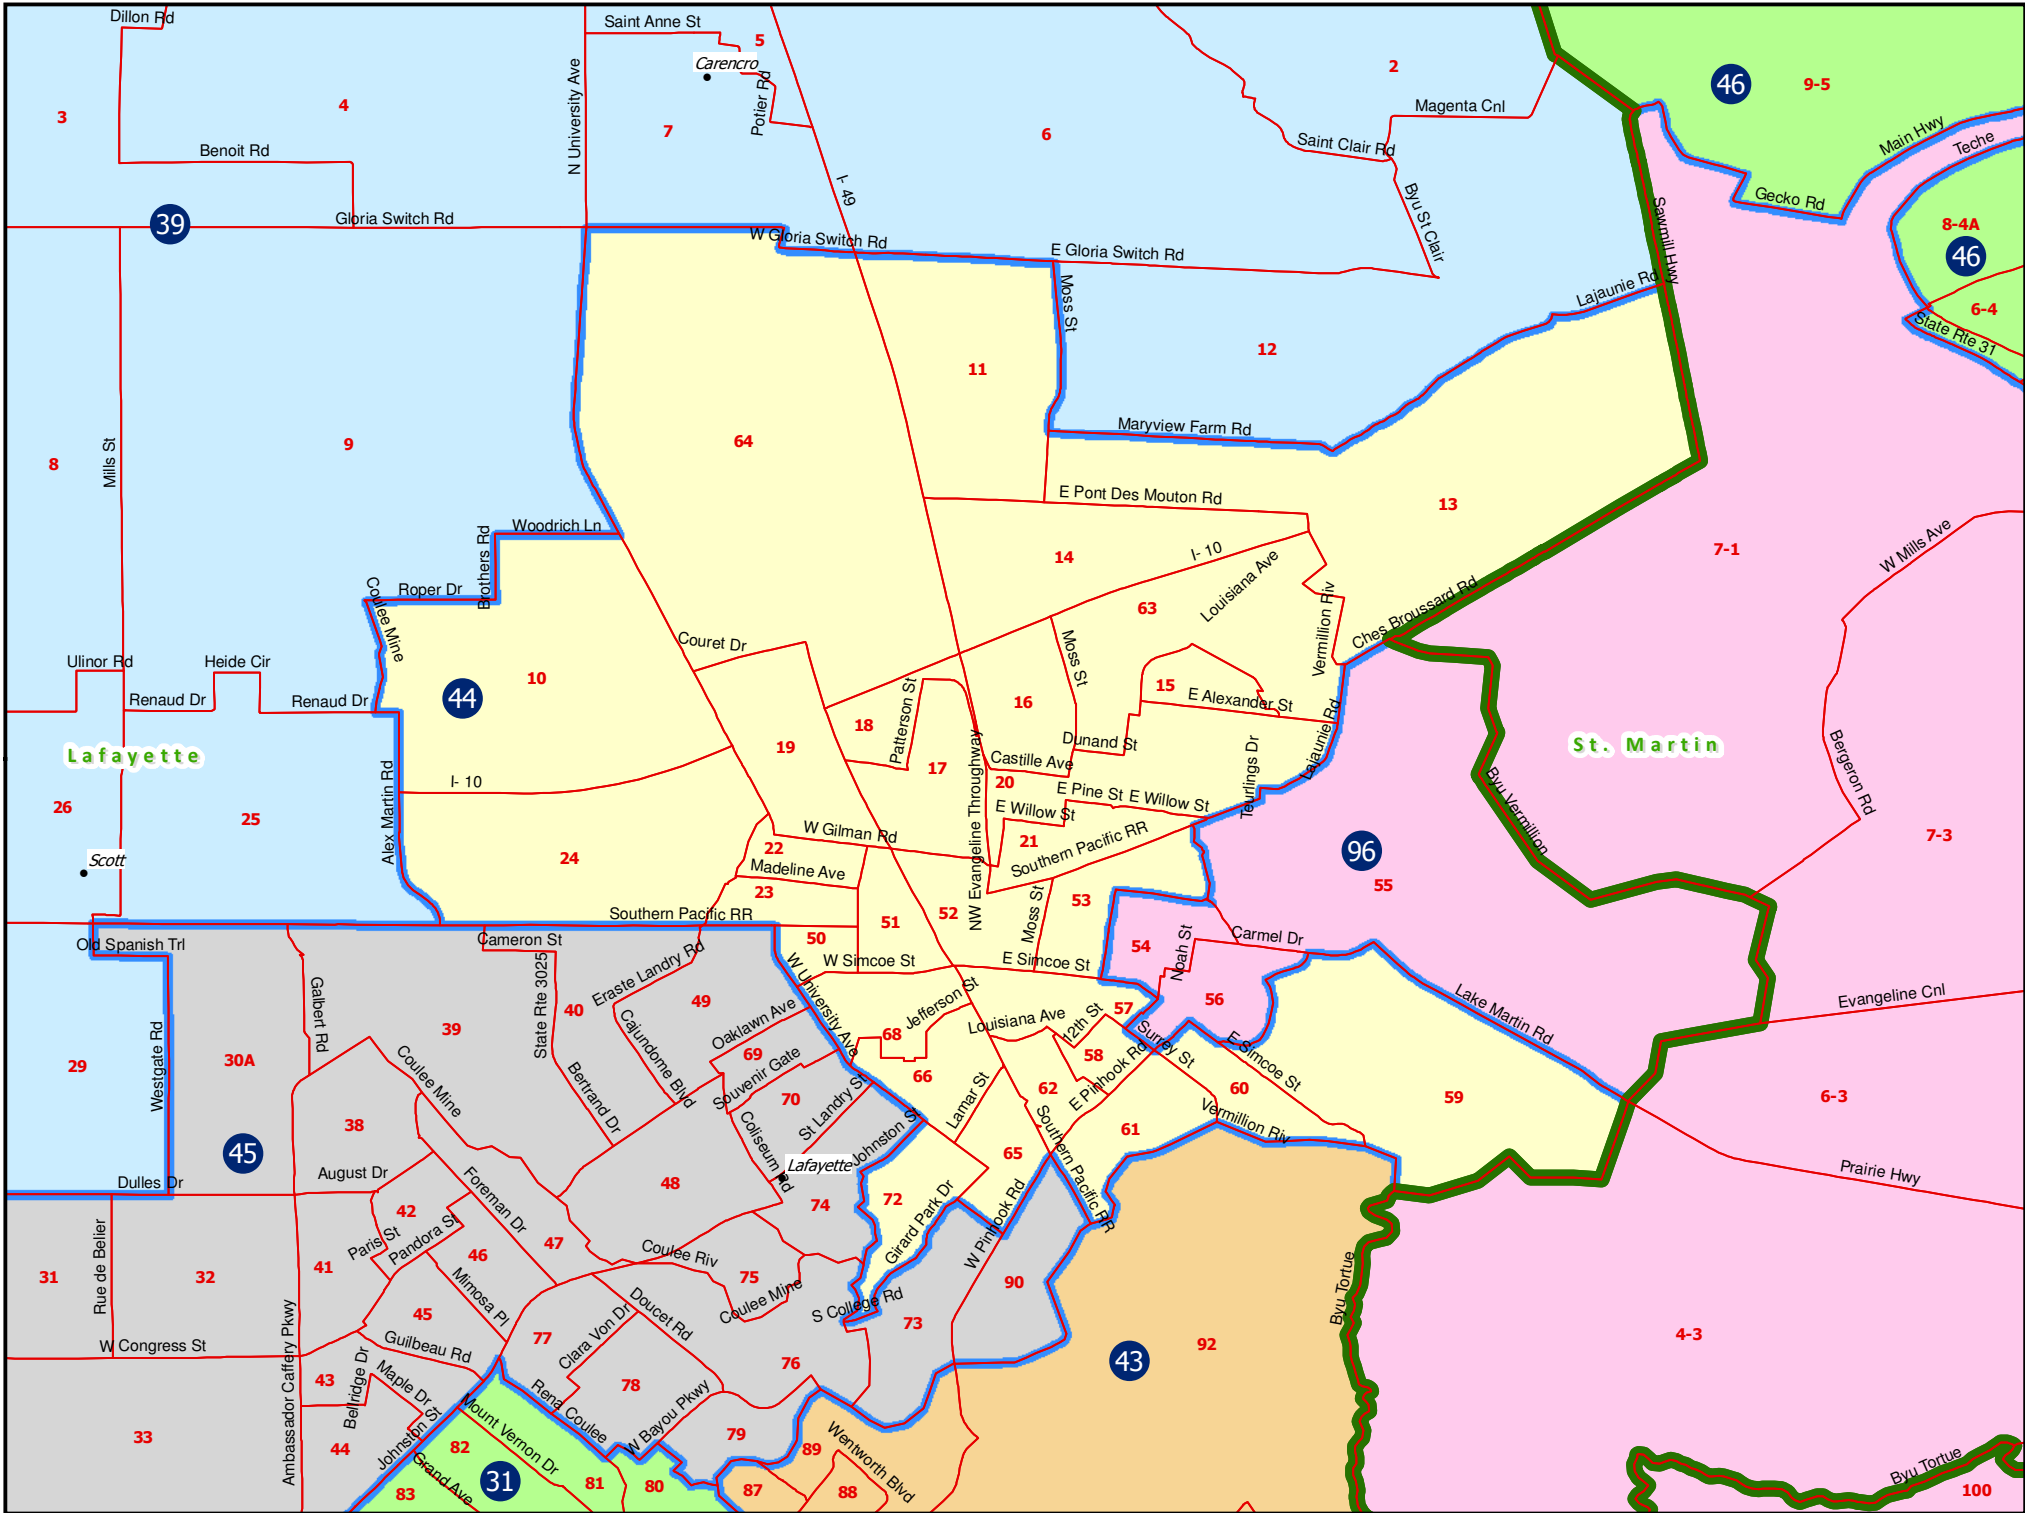 Dillon Rd
Saint Anne St
5
Carencro
2
46
9-5
3
4
N University Ave
7
Potier Rd
6
Magenta Cnl
Saint Clair Rd
Main Hwy
Teche
Benoit Rd
I- 49
Byu St Clair
Gecko Rd
39
Gloria Switch Rd
W Gloria Switch Rd
E Gloria Switch Rd
Sawmill Hwy
8-4A
46
Moss St
Lajaunie Rd
6-4
State Rte 31
12
11
8
Mills St
9
64
Maryview Farm Rd
13
E Pont Des Mouton Rd
Woodrich Ln
Brothers Rd
14
I- 10
7-1
W Mills Ave
Roper Dr
Coulee Mine
63
Louisiana Ave
Vermillion Riv
Ches Broussard Rd
Ulinor Rd
Heide Cir
Couret Dr
Moss St
Renaud Dr
Renaud Dr
44
10
18
Patterson St
16
15
E Alexander St
Lafayette
19
17
Dunand St
Lajaunie Rd
St. Martin
Castille Ave
Teurlings Dr
Byu Vermillion
Bergeron Rd
I- 10
20
E Pine St
E Willow St
26
25
Alex Martin Rd
NW Evangeline Throughway
E Willow St
W Gilman Rd
21
Southern Pacific RR
7-3
Scott
24
22
Madeline Ave
23
96
55
Southern Pacific RR
51
52
Moss St
53
Old Spanish Trl
Cameron St
50
54
Noah St
Carmel Dr
W Simcoe St
E Simcoe St
Galbert Rd
State Rte 3025
40
Eraste Landry Rd
49
W University Ave
Jefferson St
56
Lake Martin Rd
Evangeline Cnl
39
Cajundome Blvd
Oaklawn Ave
68
Louisiana Ave
12th St
57
Surrey St
29
Westgate Rd
30A
Coulee Mine
Bertrand Dr
69
Souvenir Gate
66
58
E Simcoe St
45
38
70
St Landry St
Lamar St
62
E Pinhook Rd
60
59
6-3
Coliseum Rd
Johnston St
Southern Pacific RR
61
Vermillion Riv
Lafayette
65
Dulles Dr
August Dr
Foreman Dr
48
74
72
Prairie Hwy
42
Girard Park Dr
W Pinhook Rd
Rue de Belier
Paris St
Pandora St
46
47
Coulee Riv
31
32
41
Mimosa Pl
75
Coulee Mine
90
Byu Tortue
45
Doucet Rd
S College Rd
73
Ambassador Caffery Pkwy
W Congress St
Guilbeau Rd
77
Clara Von Dr
76
43
92
4-3
43
Bellridge Dr
Maple Dr
Rena Coulee
78
W Bayou Pkwy
33
44
Johnston St
Mount Vernon Dr
79
89
Wentworth Blvd
82
Grand Ave
31
81
80
87
88
83
Byu Tortue
100